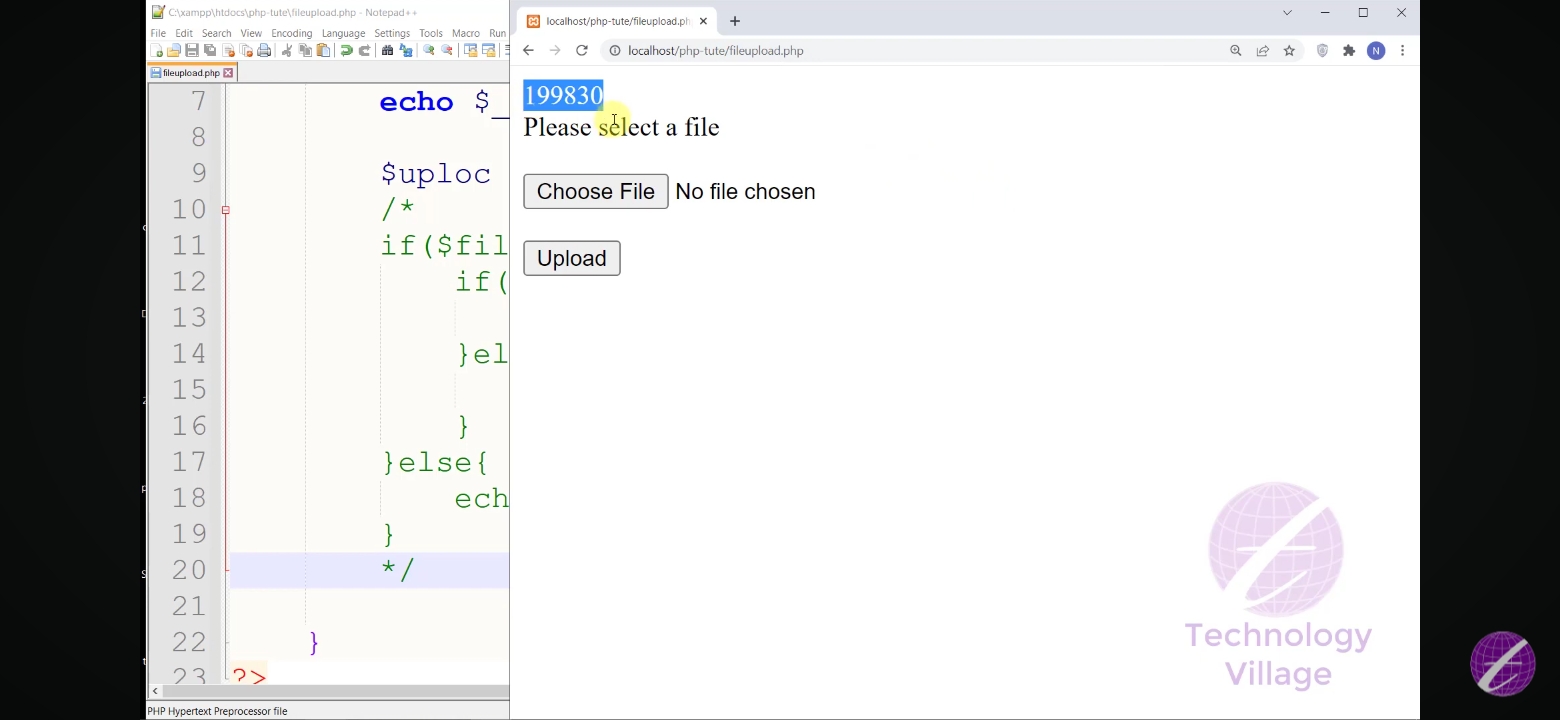 C:\xampp\htdocs\php-tute\fileupload.php - Notepad++
File Edit Search View Encoding Language Settings Tools Macro Run
fileupload.php
7 echo $_
8
9 $uploc
10 /*
11 if($fil
12 if(
13
14 }el
15
16 }
17 }else{
18 ech
19 }
20 */
21
22 }
23 ?>
PHP Hypertext Preprocessor file
localhost/php-tute/fileupload.ph
localhost/php-tute/fileupload.php
N
199830
Please select a file
Choose File No file chosen
Upload
Technology
Village